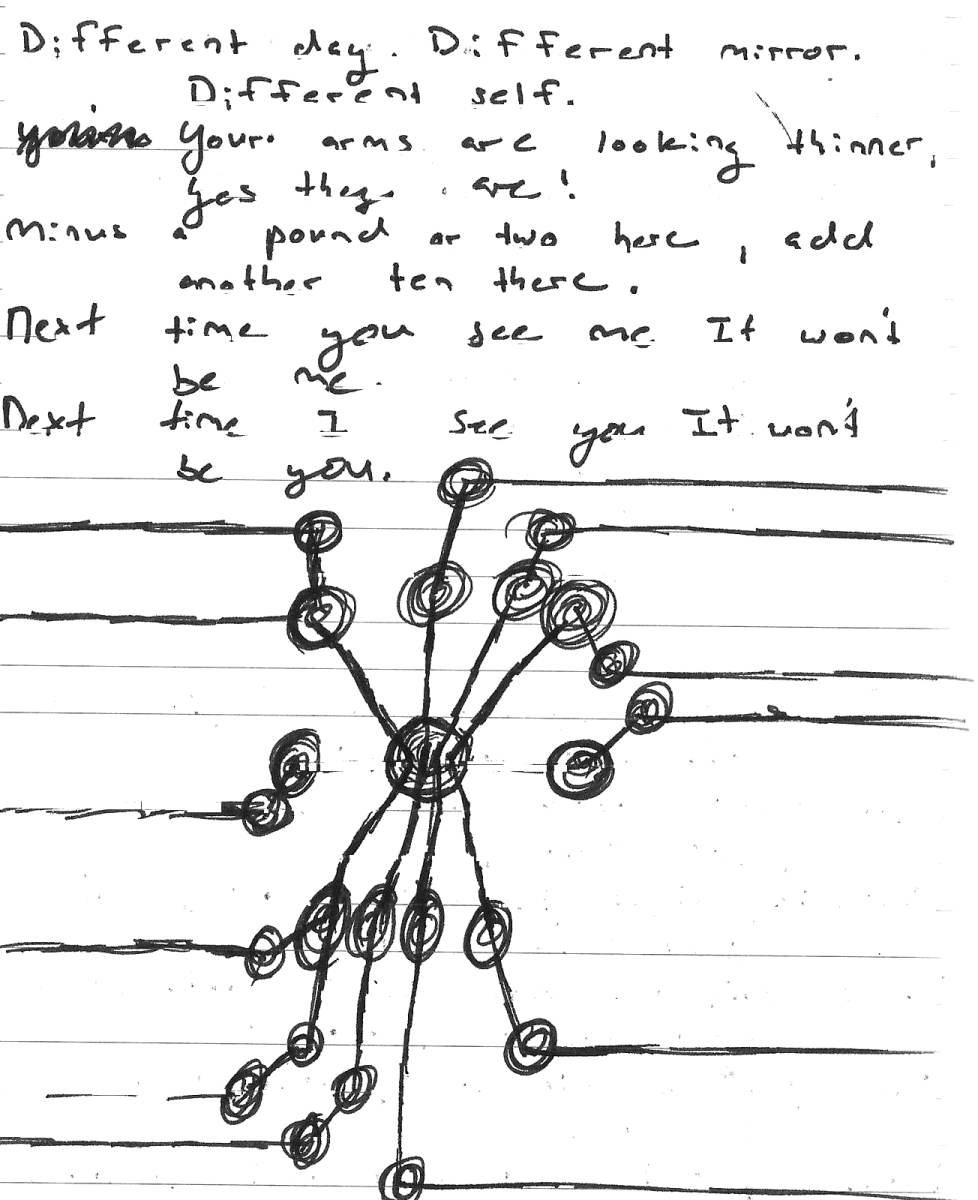 Different day. Different mirror.
Different self.
Your arms are looking thinner,
yes they are!
Minus a pound or two here, add
another ten there.
Next time you see me It won't
be me.
Next time I see you It won't
be you.